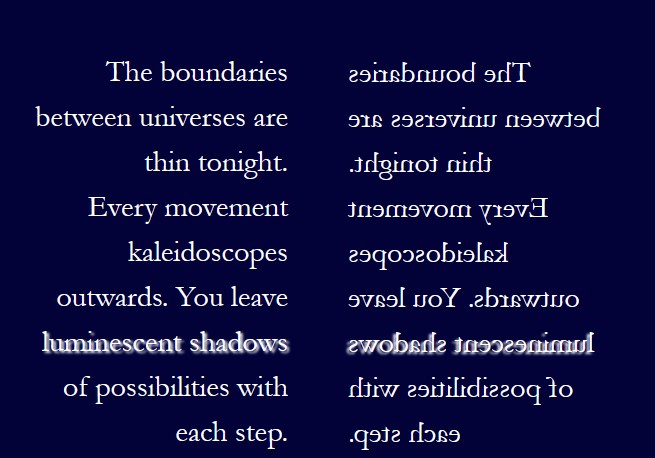 The boundaries
between universes are
thin tonight.
Every movement
kaleidoscopes
outwards. You leave
luminescent shadows
of possibilities with
each step.
The boundaries
between universes are
thin tonight.
Every movement
kaleidoscopes
outwards. You leave
luminescent shadows
of possibilities with
each step.